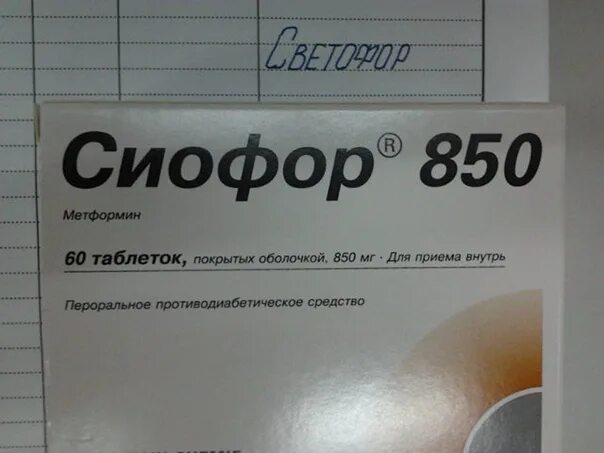 Светофор
Сиофор® 850
Метформин
60 таблеток, покрытых оболочкой, 850 мг · Для приема внутрь
Пероральное противодиабетическое средство